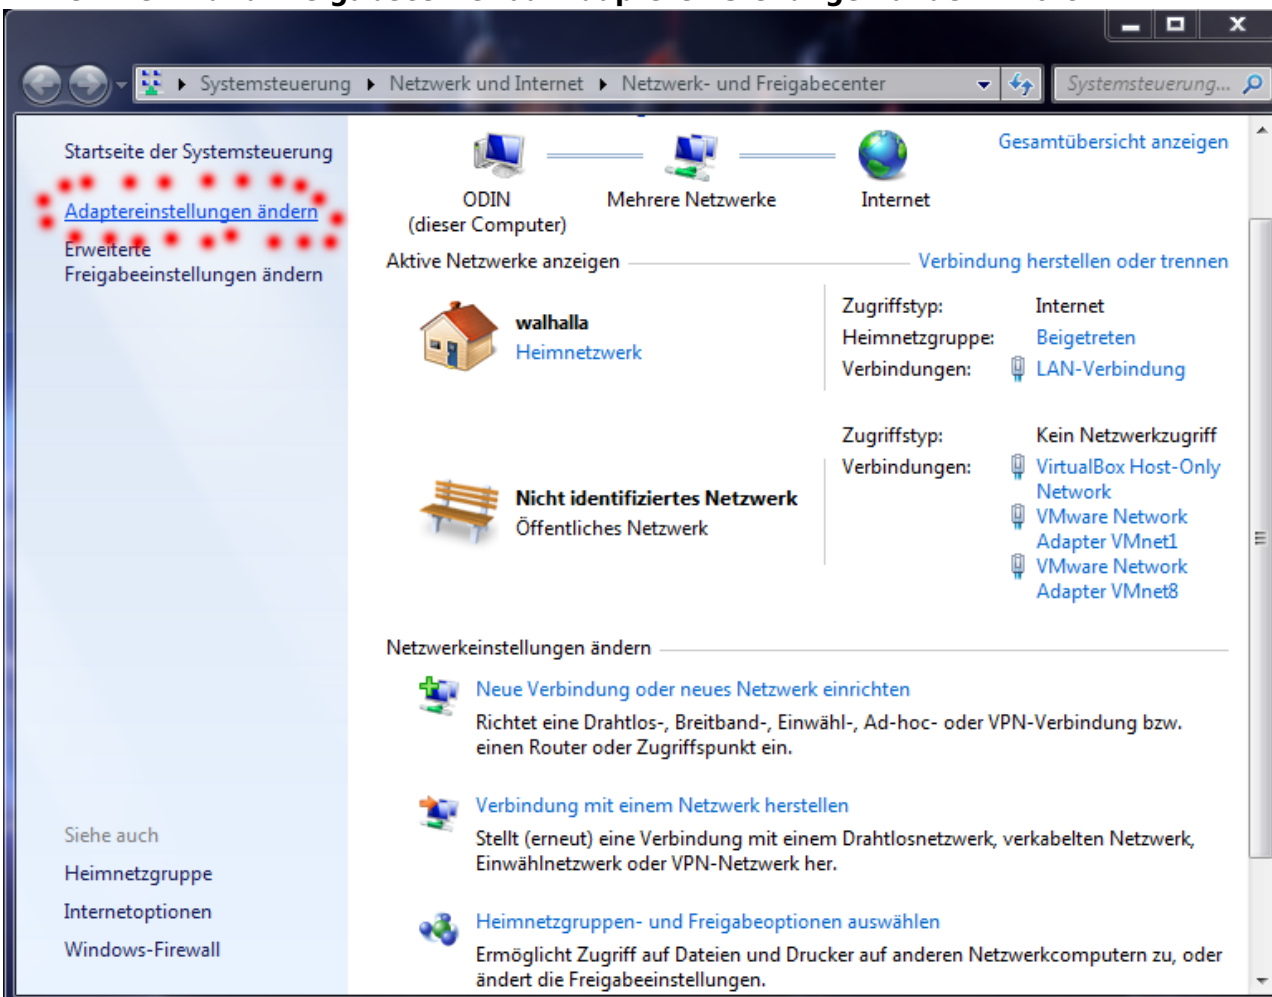 Systemsteuerung ▸ Netzwerk und Internet ▸ Netzwerk- und Freigabecenter
Systemsteuerung...
Startseite der Systemsteuerung
Adaptereinstellungen ändern
Erweiterte
Freigabeeinstellungen ändern
Siehe auch
Heimnetzgruppe
Internetoptionen
Windows-Firewall
Gesamtübersicht anzeigen
ODIN
(dieser Computer)
Mehrere Netzwerke
Internet
Aktive Netzwerke anzeigen
Verbindung herstellen oder trennen
walhalla
Heimnetzwerk
Zugriffstyp: Internet
Heimnetzgruppe: Beigetreten
Verbindungen: LAN-Verbindung
Nicht identifiziertes Netzwerk
Öffentliches Netzwerk
Zugriffstyp: Kein Netzwerkzugriff
Verbindungen: VirtualBox Host-Only
Network
VMware Network
Adapter VMnet1
VMware Network
Adapter VMnet8
Netzwerkeinstellungen ändern
Neue Verbindung oder neues Netzwerk einrichten
Richtet eine Drahtlos-, Breitband-, Einwähl-, Ad-hoc- oder VPN-Verbindung bzw.
einen Router oder Zugriffspunkt ein.
Verbindung mit einem Netzwerk herstellen
Stellt (erneut) eine Verbindung mit einem Drahtlosnetzwerk, verkabelten Netzwerk,
Einwählnetzwerk oder VPN-Netzwerk her.
Heimnetzgruppen- und Freigabeoptionen auswählen
Ermöglicht Zugriff auf Dateien und Drucker auf anderen Netzwerkcomputern zu, oder
ändert die Freigabeeinstellungen.